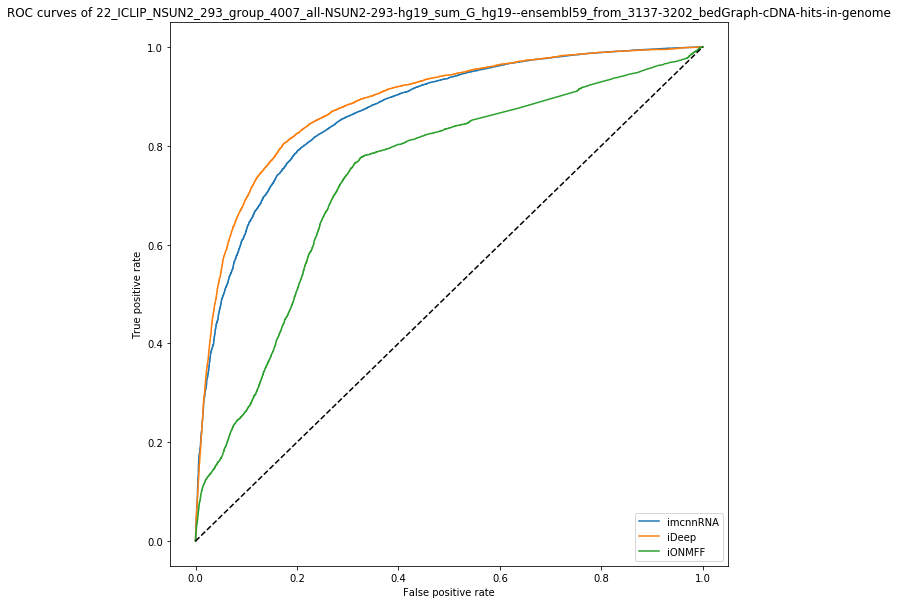 ROC curves of 22_ICLIP_NSUN2_293_group_4007_all-NSUN2-293-hg19_sum_G_hg19--ensembl59_from_3137-3202_bedGraph-cDNA-hits-in-genome
1.0
0.8
0.6
0.4
0.2
0.0
True positive rate
imcnnRNA
iDeep
iONMFF
0.0 0.2 0.4 0.6 0.8 1.0
False positive rate